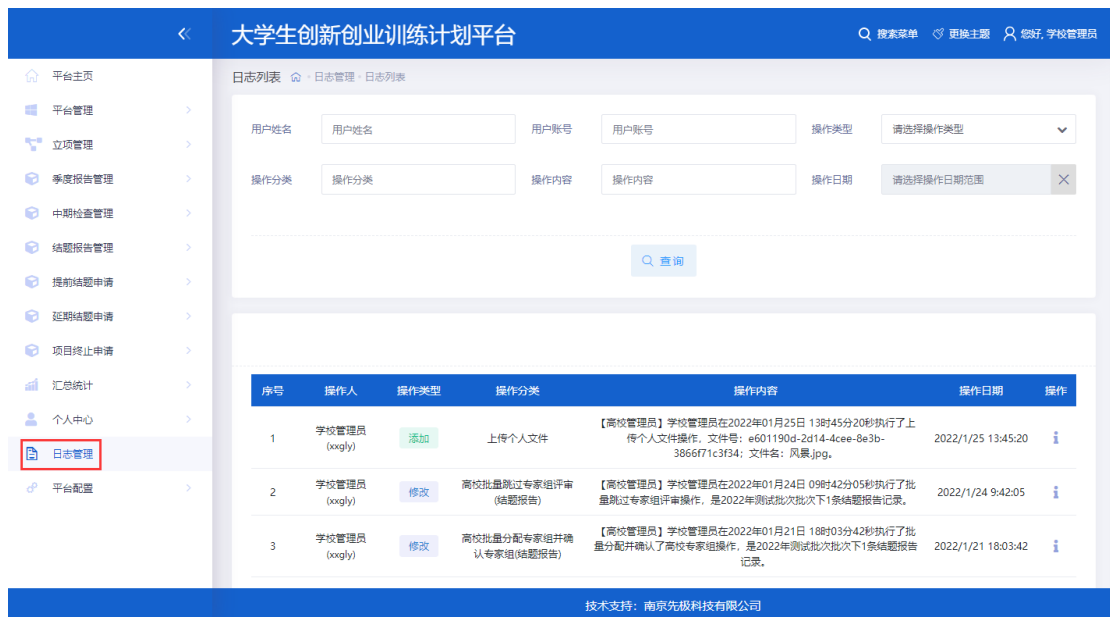 大学生创新创业训练计划平台
搜索菜单 更换主题 您好, 学校管理员
平台主页
平台管理
立项管理
季度报告管理
中期检查管理
结题报告管理
提前结题申请
延期结题申请
项目终止申请
汇总统计
个人中心
日志管理
平台配置
日志列表 - 日志管理 - 日志列表
用户姓名 用户姓名 用户账号 用户账号 操作类型 请选择操作类型
操作分类 操作分类 操作内容 操作内容 操作日期 请选择操作日期范围
查询
序号 操作人 操作类型 操作分类 操作内容 操作日期 操作
1 学校管理员 (xxgly) 添加 上传个人文件
【高校管理员】学校管理员在2022年01月25日 13时45分20秒执行了上
传个人文件操作，文件号：e601190d-2d14-4cee-8e3b-
3866f71c3f34；文件名：风景.jpg。
2022/1/25 13:45:20
2 学校管理员 (xxgly) 修改
高校批量跳过专家组评审
(结题报告)
【高校管理员】学校管理员在2022年01月24日 09时42分05秒执行了批
量跳过专家组评审操作，是2022年测试批次批次下1条结题报告记录。
2022/1/24 9:42:05
3 学校管理员 (xxgly) 修改
高校批量分配专家组并确
认专家组(结题报告)
【高校管理员】学校管理员在2022年01月21日 18时03分42秒执行了批
量分配并确认了高校专家组操作，是2022年测试批次批次下1条结题报告
记录。
2022/1/21 18:03:42
技术支持：南京先极科技有限公司